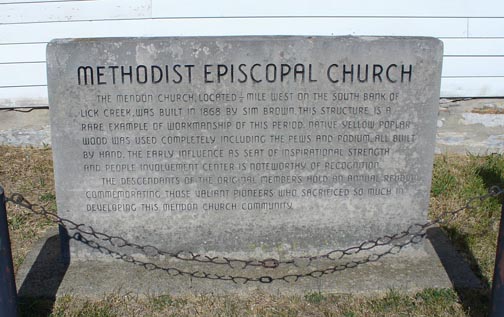 METHODIST EPISCOPAL CHURCH
THE MENDON CHURCH, LOCATED ½ MILE WEST ON THE SOUTH BANK OF
LICK CREEK, WAS BUILT IN 1868 BY SIM BROWN THIS STRUCTURE IS A
RARE EXAMPLE OF WORKMANSHIP OF THIS PERIOD. NATIVE YELLOW POPLAR
WOOD WAS USED COMPLETELY INCLUDING THE PEWS AND PODIUM, ALL BUILT
BY HAND. THE EARLY INFLUENCE AS SEAT OF INSPIRATIONAL STRENGTH
AND PEOPLE INVOLVEMENT CENTER IS NOTEWORTHY OF RECOGNITION.
THE DESCENDANTS OF THE ORIGINAL MEMBERS HOLD AN ANNUAL
COMMEMORATING THOSE VALIANT PIONEERS WHO SACRIFICED SO MUCH IN
DEVELOPING THIS MENDON CHURCH COMMUNITY.